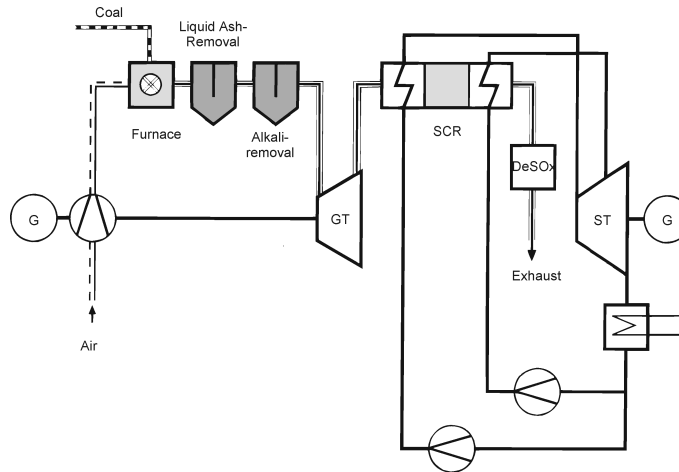 Coal
Liquid Ash-
Removal
Furnace
Alkali-
removal
SCR
DeSOx
G
GT
ST
G
Exhaust
Air